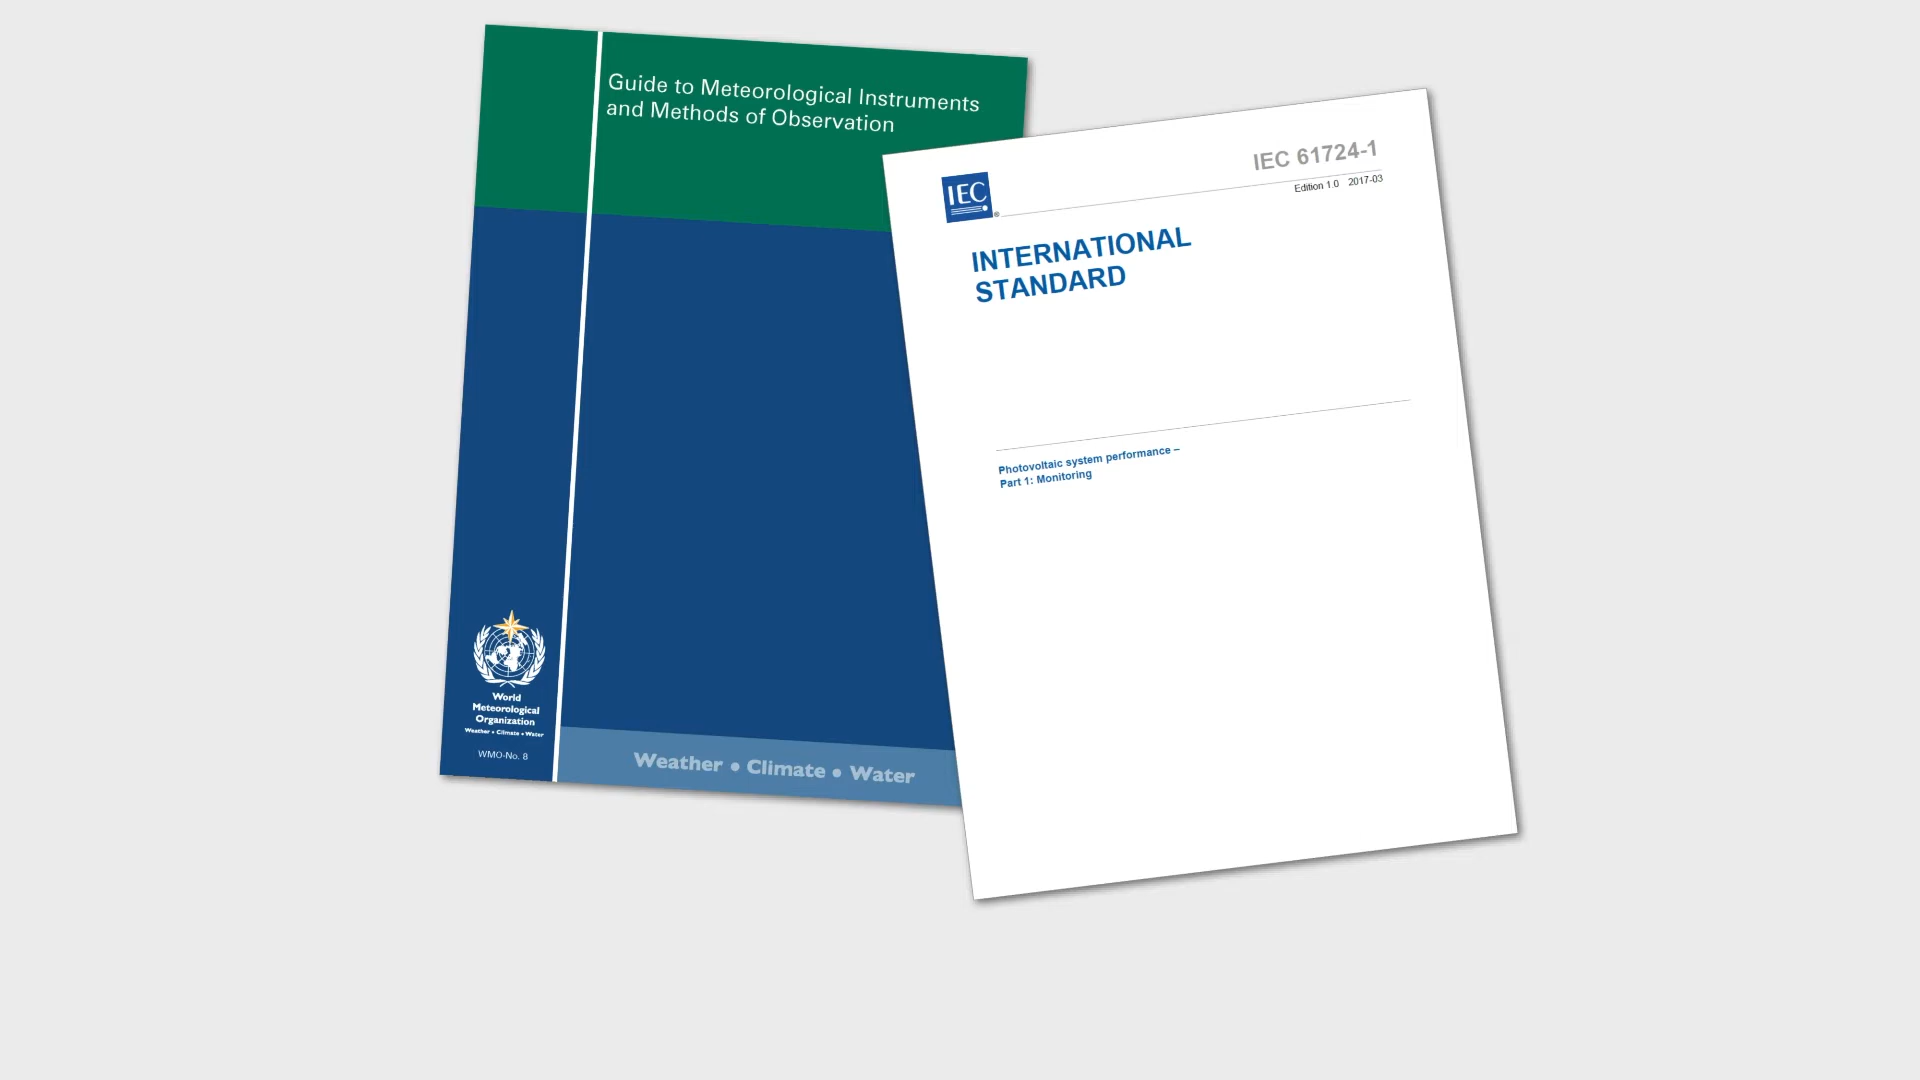 Guide to Meteorological Instruments
and Methods of Observation
World
Meteorological
Organization
Weather • Climate • Water
WMO-No. 8
Weather • Climate • Water
IEC 61724-1
Edition 1.0 2017-03
IEC
®
INTERNATIONAL
STANDARD
Photovoltaic system performance –
Part 1: Monitoring